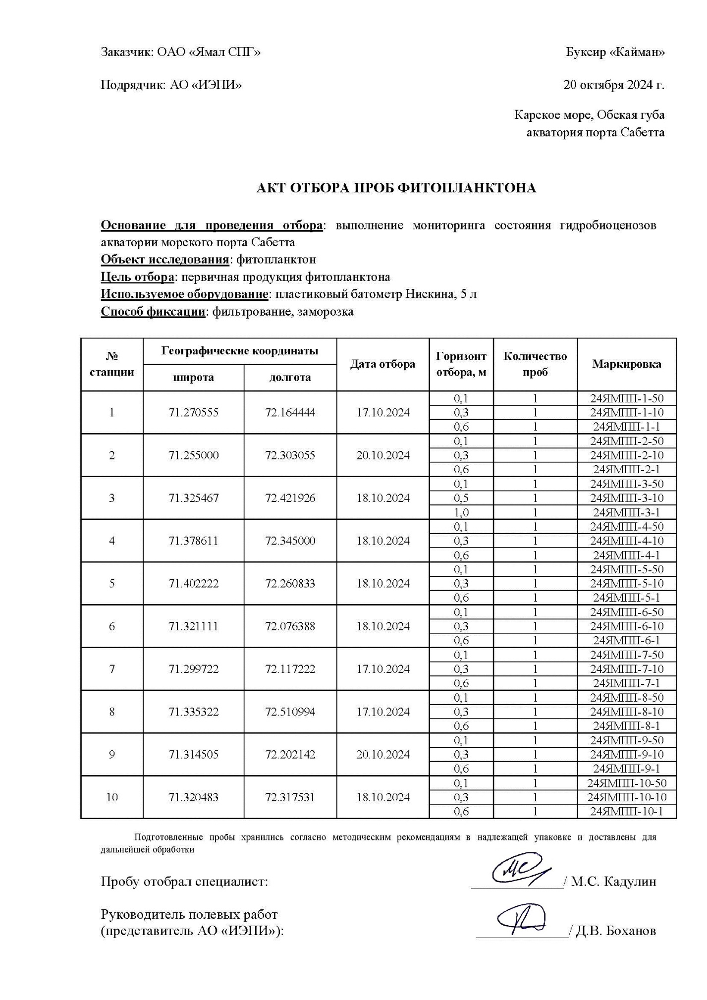 Заказчик: ОАО «Ямал СПГ» Буксир «Кайман»
Подрядчик: АО «ИЭПИ» 20 октября 2024 г.
Карское море, Обская губа
акватория порта Сабетта
АКТ ОТБОРА ПРОБ ФИТОПЛАНКТОНА
Основание для проведения отбора: выполнение мониторинга состояния гидробиоценозов
акватории морского порта Сабетта
Объект исследования: фитопланктон
Цель отбора: первичная продукция фитопланктона
Используемое оборудование: пластиковый батометр Нискина, 5 л
Способ фиксации: фильтрование, заморозка
№ станции Географические координаты Дата отбора Горизонт отбора, м Количество проб Маркировка
широта долгота
1 71.270555 72.164444 17.10.2024 0,1 1 24ЯМПП-1-50
0,3 1 24ЯМПП-1-10
0,6 1 24ЯМПП-1-1
2 71.255000 72.303055 20.10.2024 0,1 1 24ЯМПП-2-50
0,3 1 24ЯМПП-2-10
0,6 1 24ЯМПП-2-1
3 71.325467 72.421926 18.10.2024 0,1 1 24ЯМПП-3-50
0,5 1 24ЯМПП-3-10
1,0 1 24ЯМПП-3-1
4 71.378611 72.345000 18.10.2024 0,1 1 24ЯМПП-4-50
0,3 1 24ЯМПП-4-10
0,6 1 24ЯМПП-4-1
5 71.402222 72.260833 18.10.2024 0,1 1 24ЯМПП-5-50
0,3 1 24ЯМПП-5-10
0,6 1 24ЯМПП-5-1
6 71.321111 72.076388 18.10.2024 0,1 1 24ЯМПП-6-50
0,3 1 24ЯМПП-6-10
0,6 1 24ЯМПП-6-1
7 71.299722 72.117222 17.10.2024 0,1 1 24ЯМПП-7-50
0,3 1 24ЯМПП-7-10
0,6 1 24ЯМПП-7-1
8 71.335322 72.510994 17.10.2024 0,1 1 24ЯМПП-8-50
0,3 1 24ЯМПП-8-10
0,6 1 24ЯМПП-8-1
9 71.314505 72.202142 20.10.2024 0,1 1 24ЯМПП-9-50
0,3 1 24ЯМПП-9-10
0,6 1 24ЯМПП-9-1
10 71.320483 72.317531 18.10.2024 0,1 1 24ЯМПП-10-50
0,3 1 24ЯМПП-10-10
0,6 1 24ЯМПП-10-1
Подготовленные пробы хранились согласно методическим рекомендациям в надлежащей упаковке и доставлены для
дальнейшей обработки
Пробу отобрал специалист: / М.С. Кадулин
Руководитель полевых работ
(представитель АО «ИЭПИ»): / Д.В. Боханов